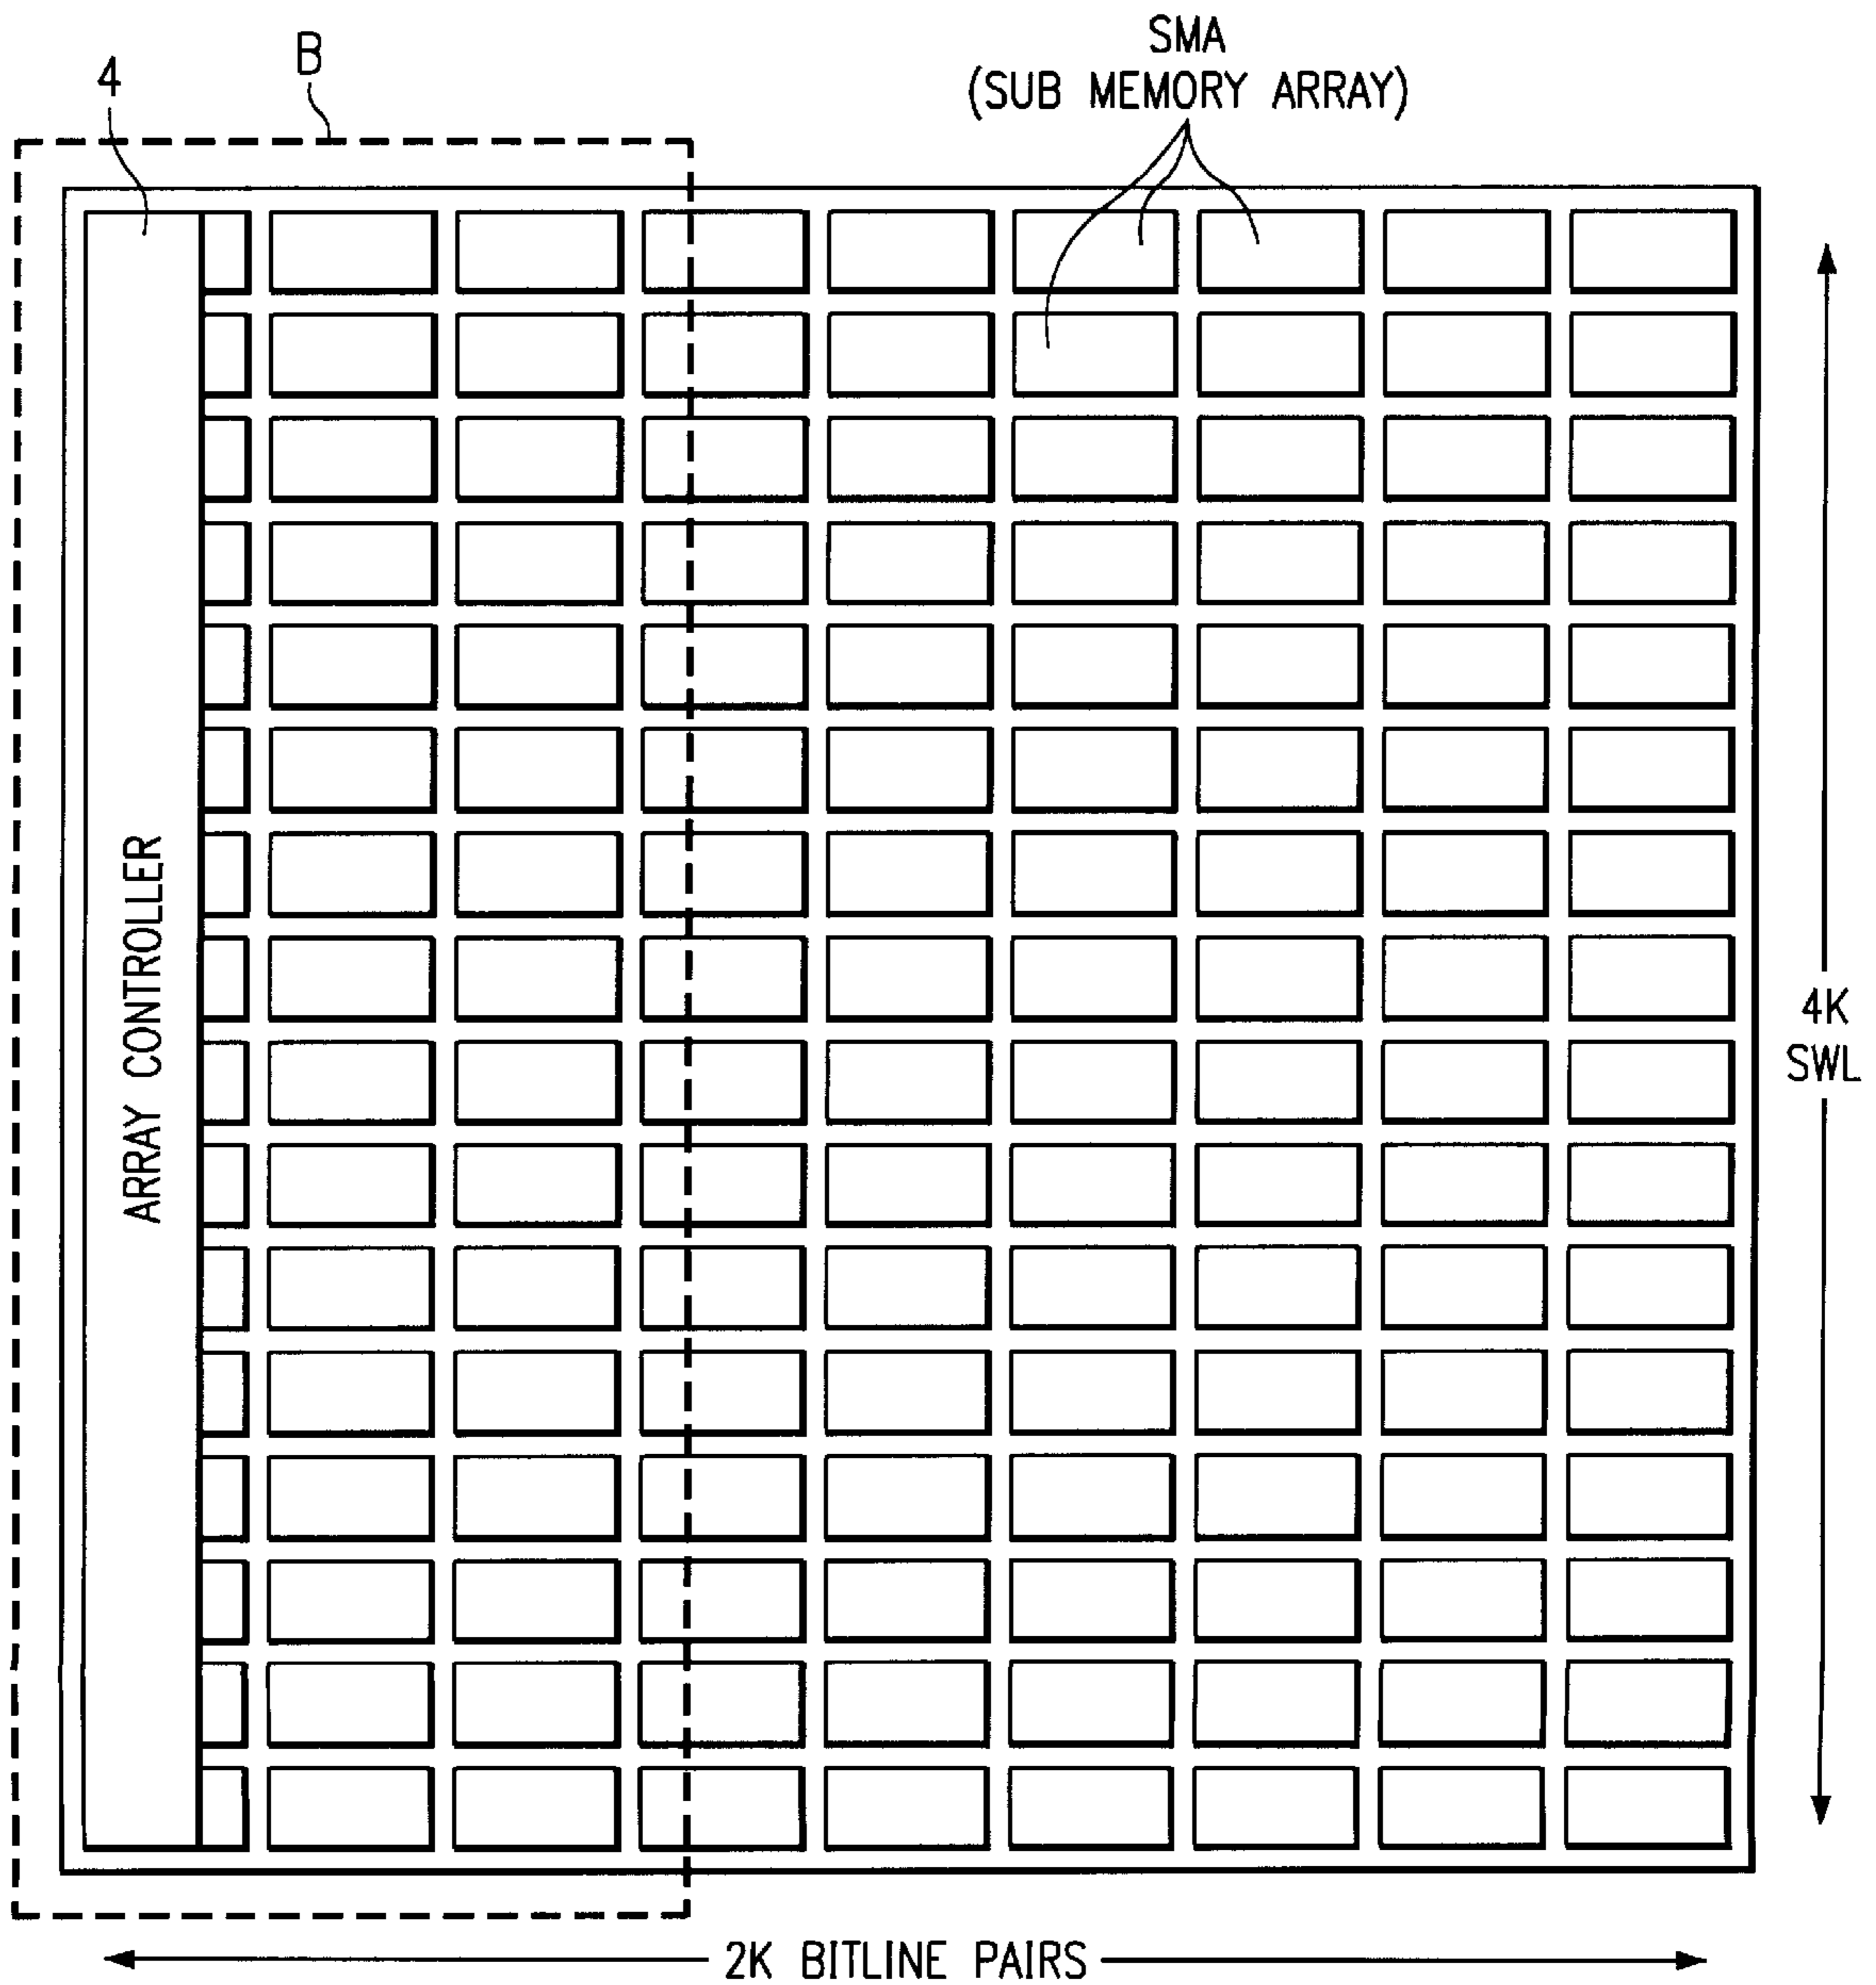 SMA
(SUB MEMORY ARRAY)
B
4
ARRAY CONTROLLER
4K
SWL
2K BITLINE PAIRS